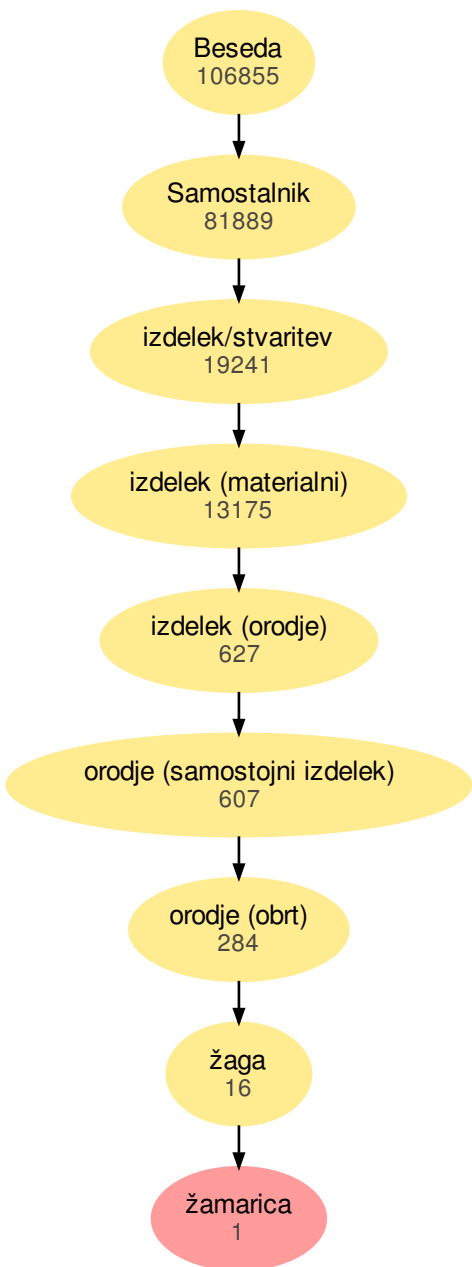 Beseda
106855
Samostalnik
81889
izdelek/stvaritev
19241
izdelek (materialni)
13175
izdelek (orodje)
627
orodje (samostojni izdelek)
607
orodje (obrt)
284
žaga
16
žamarica
1